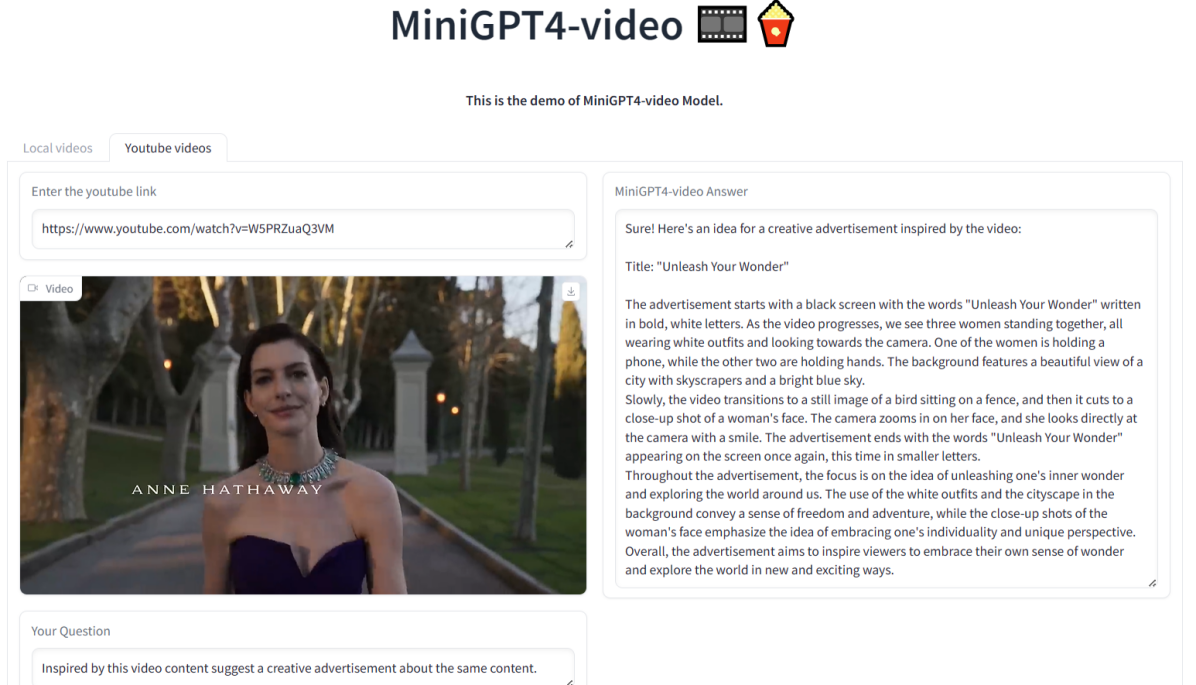 MiniGPT4-video 🎞️🍿
This is the demo of MiniGPT4-video Model.
Local videos
Youtube videos
Enter the youtube link
https://www.youtube.com/watch?v=W5PRZuaQ3VM
Video
ANNE HATHAWAY
Your Question
Inspired by this video content suggest a creative advertisement about the same content.
MiniGPT4-video Answer
Sure! Here's an idea for a creative advertisement inspired by the video:
Title: "Unleash Your Wonder"
The advertisement starts with a black screen with the words "Unleash Your Wonder" written
in bold, white letters. As the video progresses, we see three women standing together, all
wearing white outfits and looking towards the camera. One of the women is holding a
phone, while the other two are holding hands. The background features a beautiful view of a
city with skyscrapers and a bright blue sky.
Slowly, the video transitions to a still image of a bird sitting on a fence, and then it cuts to a
close-up shot of a woman's face. The camera zooms in on her face, and she looks directly at
the camera with a smile. The advertisement ends with the words "Unleash Your Wonder"
appearing on the screen once again, this time in smaller letters.
Throughout the advertisement, the focus is on the idea of unleashing one's inner wonder
and exploring the world around us. The use of the white outfits and the cityscape in the
background convey a sense of freedom and adventure, while the close-up shots of the
woman's face emphasize the idea of embracing one's individuality and unique perspective.
Overall, the advertisement aims to inspire viewers to embrace their own sense of wonder
and explore the world in new and exciting ways.